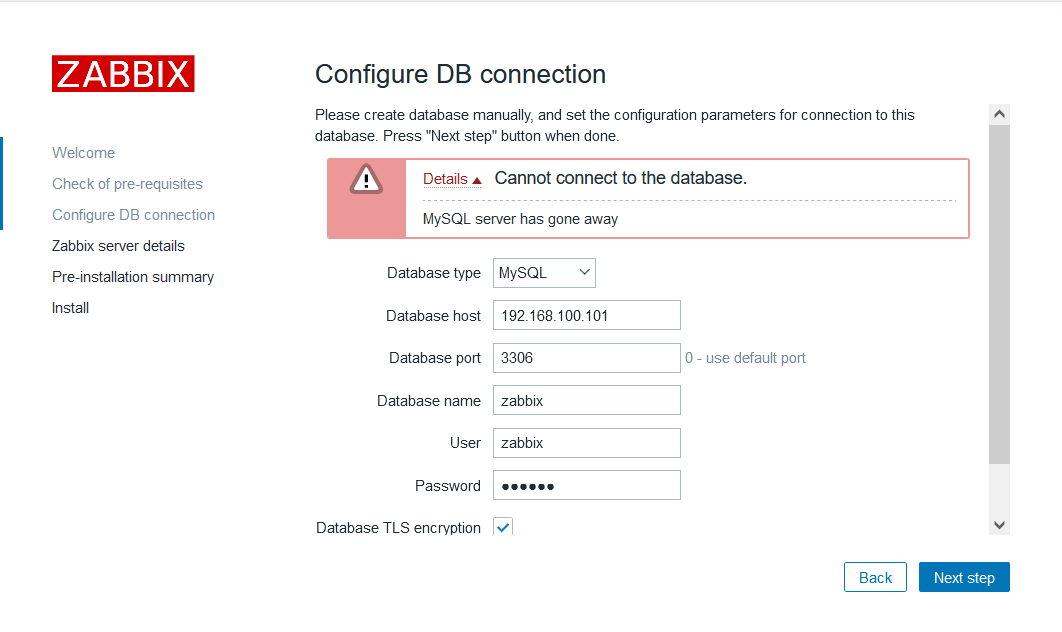 ZABBIX
Welcome
Check of pre-requisites
Configure DB connection
Zabbix server details
Pre-installation summary
Install
Configure DB connection
Please create database manually, and set the configuration parameters for connection to this
database. Press "Next step" button when done.
Details Cannot connect to the database.
MySQL server has gone away
Database type MySQL
Database host 192.168.100.101
Database port 3306 0 - use default port
Database name zabbix
User zabbix
Password ●●●●●●
Database TLS encryption
Back Next step